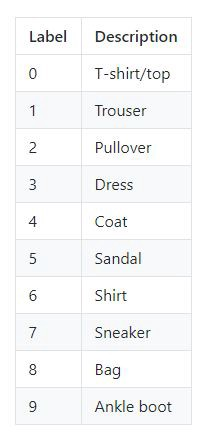 Label Description
0 T-shirt/top
1 Trouser
2 Pullover
3 Dress
4 Coat
5 Sandal
6 Shirt
7 Sneaker
8 Bag
9 Ankle boot